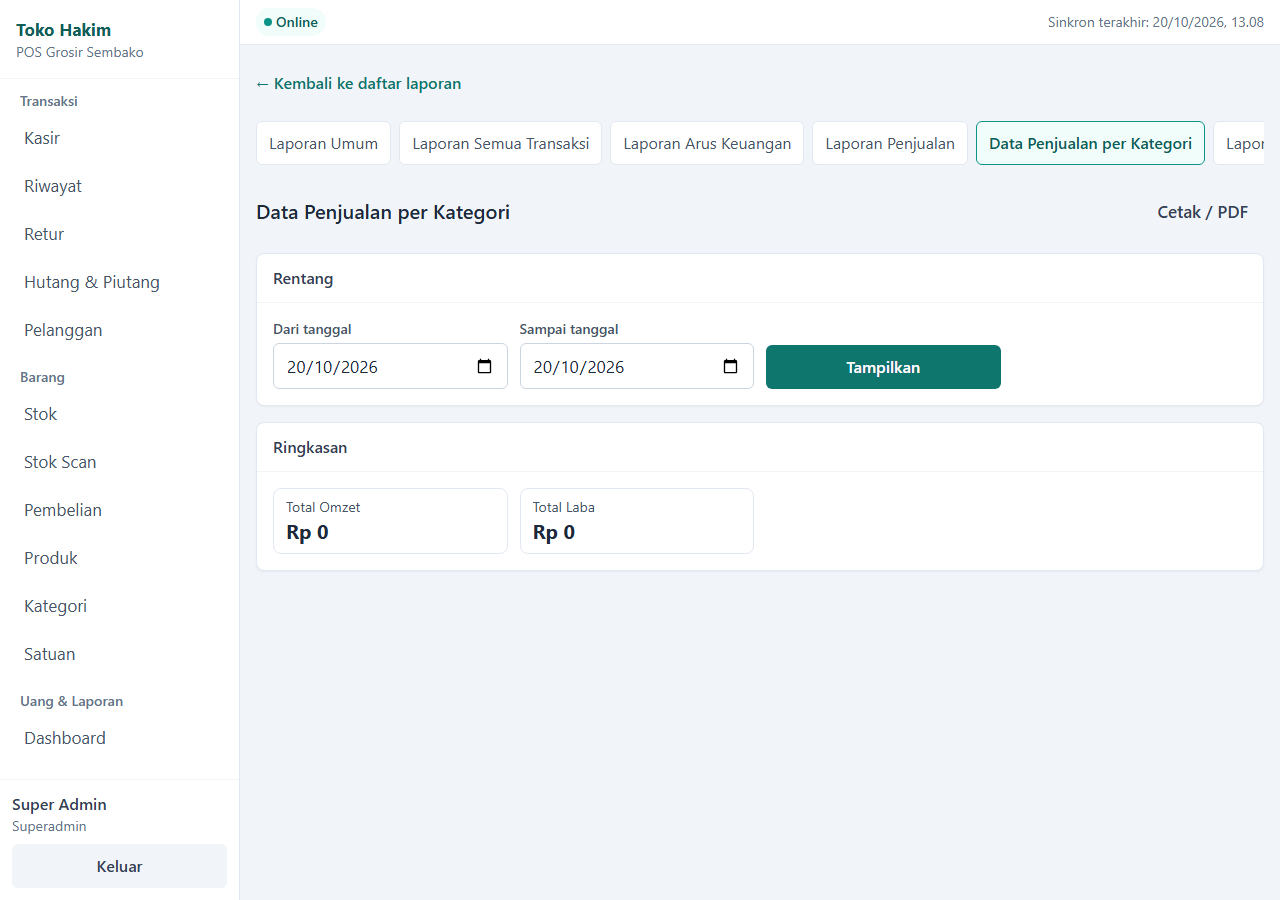 Toko Hakim
POS Grosir Sembako
Transaksi
Kasir
Riwayat
Retur
Hutang & Piutang
Pelanggan
Barang
Stok
Stok Scan
Pembelian
Produk
Kategori
Satuan
Uang & Laporan
Dashboard
Super Admin
Superadmin
Keluar
Online
Sinkron terakhir: 20/10/2026, 13.08
← Kembali ke daftar laporan
Laporan Umum
Laporan Semua Transaksi
Laporan Arus Keuangan
Laporan Penjualan
Data Penjualan per Kategori
Data Penjualan per Kategori
Cetak / PDF
Rentang
Dari tanggal
Sampai tanggal
20/10/2026
20/10/2026
Tampilkan
Ringkasan
Total Omzet
Rp 0
Total Laba
Rp 0